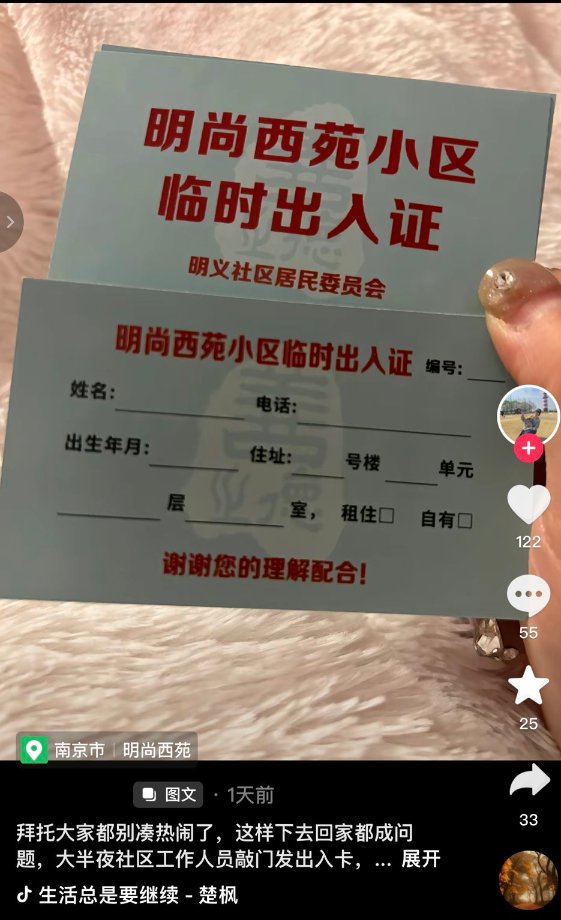 明尚西苑小区
临时出入证
明义社区居民委员会
明尚西苑小区临时出入证 编号:
姓名: 电话:
出生年月: 住址: 号楼 单元
层 室， 租住□ 自有□
谢谢您的理解配合!
122
55
25
33
南京市 | 明尚西苑
图文 · 1天前
拜托大家都别凑热闹了，这样下去回家都成问
题，大半夜社区工作人员敲门发出入卡，... 展开
生活总是要继续 - 楚枫